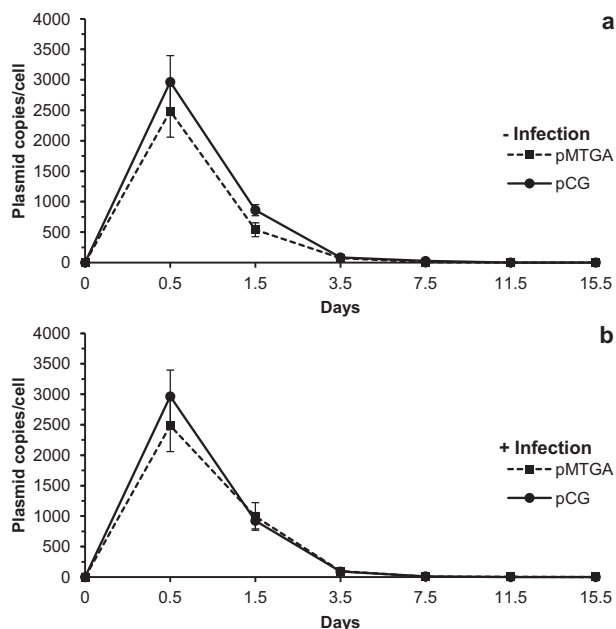 a
4000
3500
3000
2500
2000
1500
1000
500
0
Plasmid copies/cell
- Infection
pMTGA
pCG
0 0.5 1.5 3.5 7.5 11.5 15.5
Days
b
4000
3500
3000
2500
2000
1500
1000
500
0
Plasmid copies/cell
+ Infection
pMTGA
pCG
0 0.5 1.5 3.5 7.5 11.5 15.5
Days